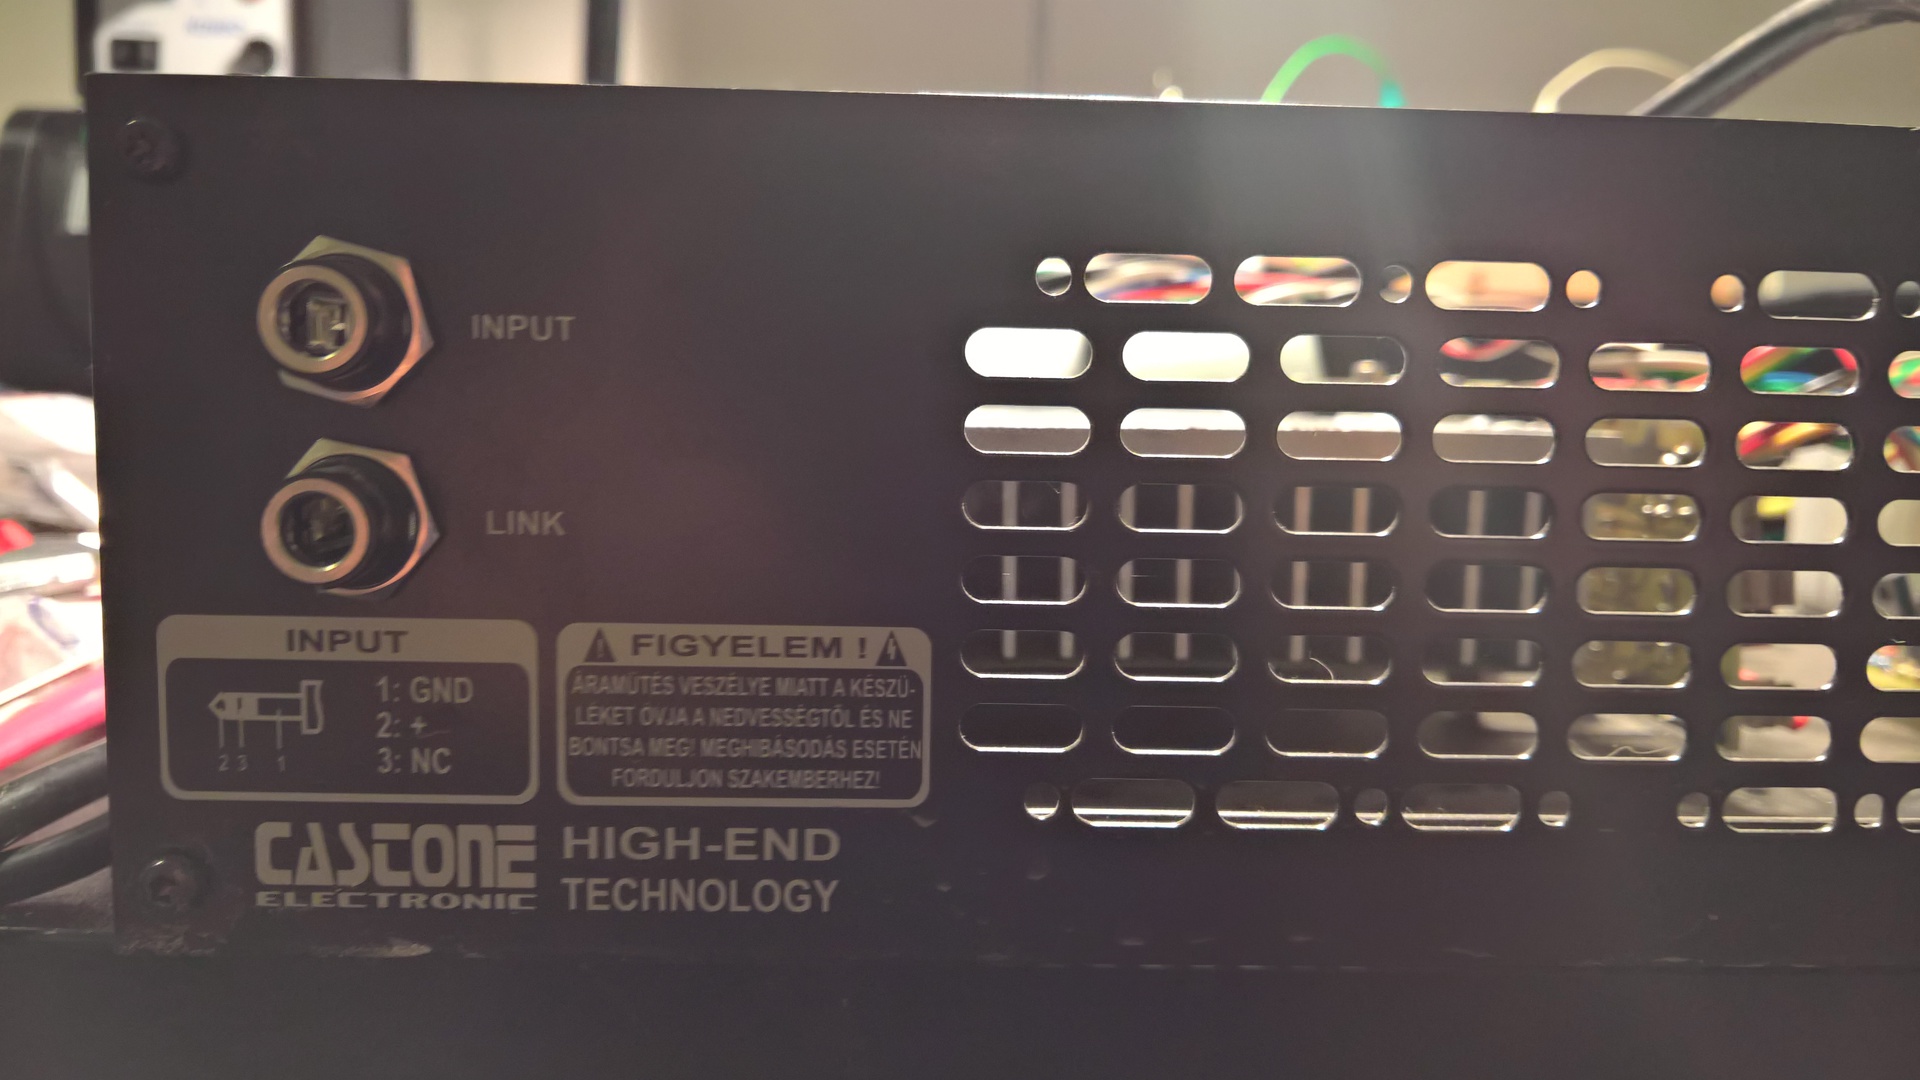 INPUT
LINK
INPUT
1: GND
2: +
3: NC
2 3 1
FIGYELEM !
ÁRAMÜTÉS VESZÉLYE MIATT A KÉSZÜ-
LÉKET ÓVJA A NEDVESSÉGTŐL ÉS NE
BONTSA MEG! MEGHIBÁSODÁS ESETÉN
FORDULJON SZAKEMBERHEZ!
CASTONE
ELECTRONIC
HIGH-END
TECHNOLOGY